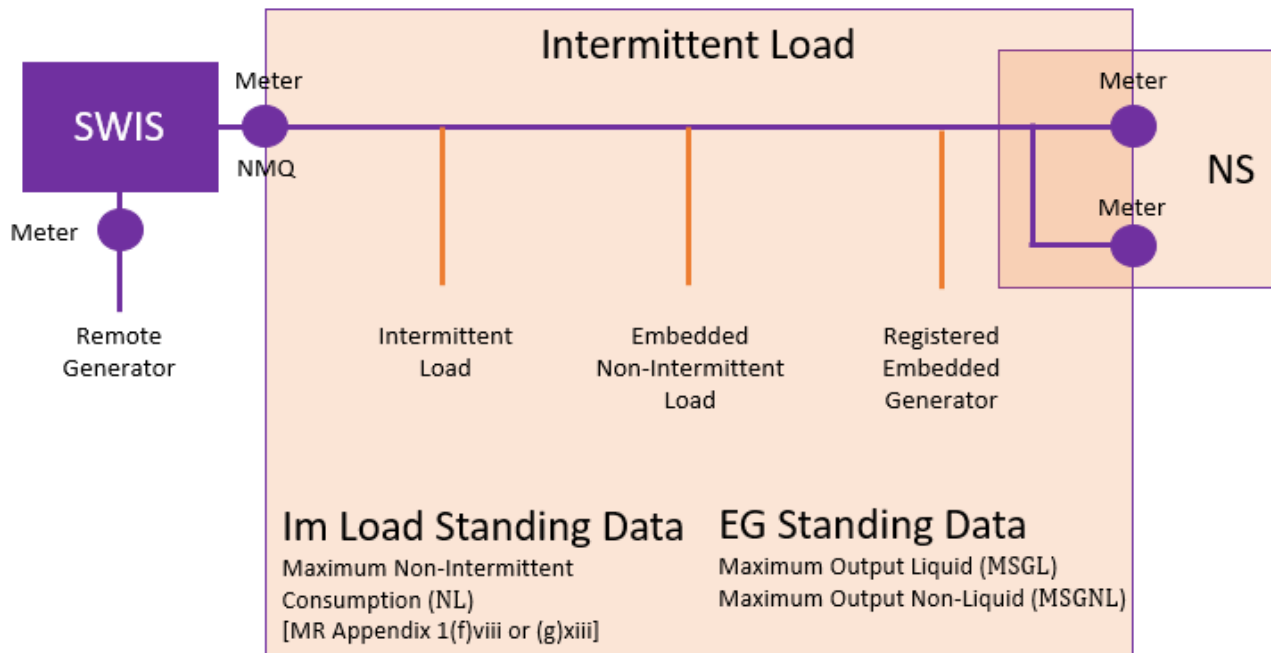 Intermittent Load
Meter
Meter
SWIS
NS
NMQ
Meter
Meter
Remote
Generator
Intermittent
Load
Embedded
Non-Intermittent
Load
Registered
Embedded
Generator
Im Load Standing Data
Maximum Non-Intermittent
Consumption (NL)
[MR Appendix 1(f)viii or (g)xiii]
EG Standing Data
Maximum Output Liquid (MSGL)
Maximum Output Non-Liquid (MSGNL)